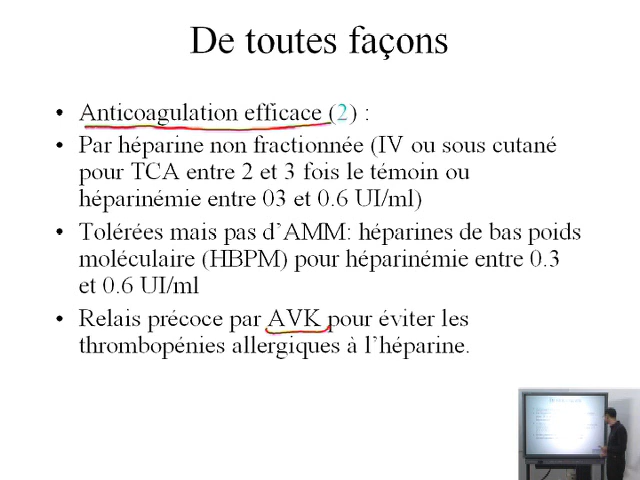 De toutes façons
• Anticoagulation efficace (2) :
• Par héparine non fractionnée (IV ou sous cutané
pour TCA entre 2 et 3 fois le témoin ou
héparinémie entre 03 et 0.6 UI/ml)
• Tolérées mais pas d'AMM: héparines de bas poids
moléculaire (HBPM) pour héparinémie entre 0.3
et 0.6 UI/ml
• Relais précoce par AVK pour éviter les
thrombopénies allergiques à l'héparine.